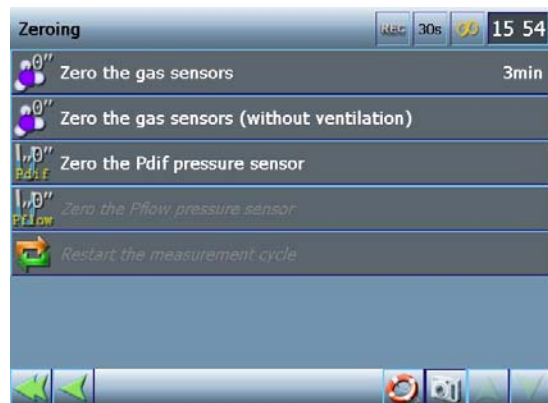 Zeroing REC 30s 15 54
0"
Zero the gas sensors 3min
0"
Zero the gas sensors (without ventilation)
"0"
Pdif
Zero the Pdif pressure sensor
"0"
Pflow
Zero the Pflow pressure sensor
Restart the measurement cycle